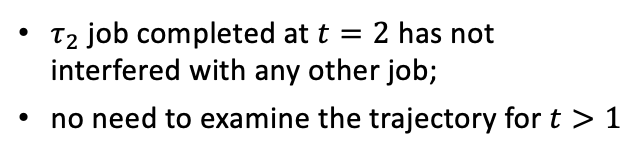 • τ₂ job completed at t = 2 has not
interfered with any other job;
• no need to examine the trajectory for t > 1